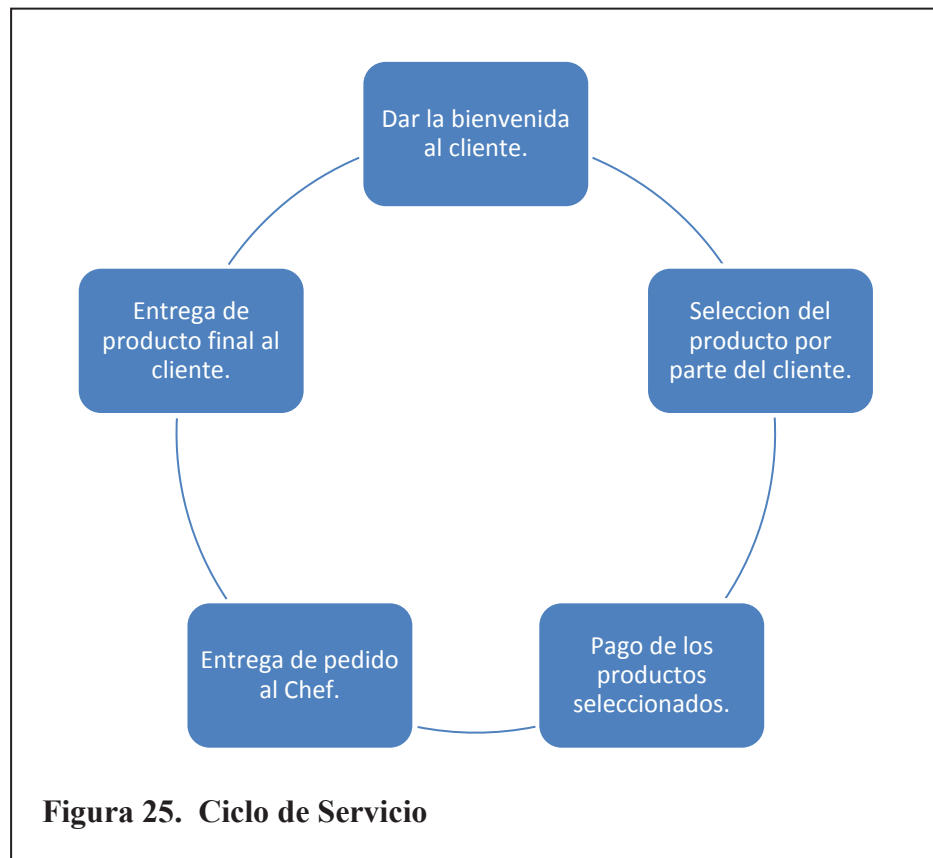 Dar la bienvenida
al cliente.
Seleccion del
producto por
parte del cliente.
Pago de los
productos
seleccionados.
Entrega de pedido
al Chef.
Entrega de
producto final al
cliente.
Figura 25. Ciclo de Servicio